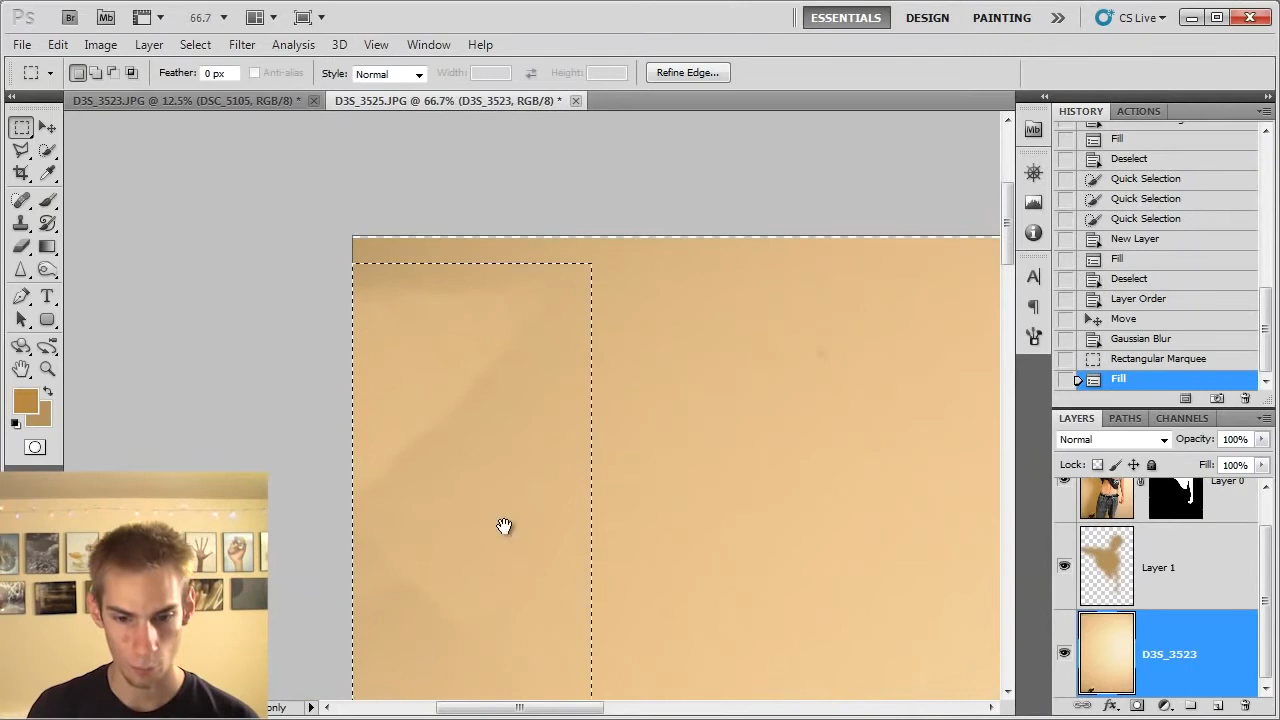 Ps Br Mb 66.7 ESSENTIALS DESIGN PAINTING CS Live
File Edit Image Layer Select Filter Analysis 3D View Window Help
Feather: 0 px Anti-alias Style: Normal Width: Height: Refine Edge...
D3S_3523.JPG @ 12.5% (DSC_5105, RGB/8) * D3S_3525.JPG @ 66.7% (D3S_3523, RGB/8) *
HISTORY ACTIONS
Mb
Fill
Deselect
Quick Selection
Quick Selection
Quick Selection
New Layer
Fill
Deselect
Layer Order
Move
Gaussian Blur
Rectangular Marquee
Fill
LAYERS PATHS CHANNELS
Normal Opacity: 100%
Lock: Fill: 100%
Layer 0
Layer 1
D3S_3523
only